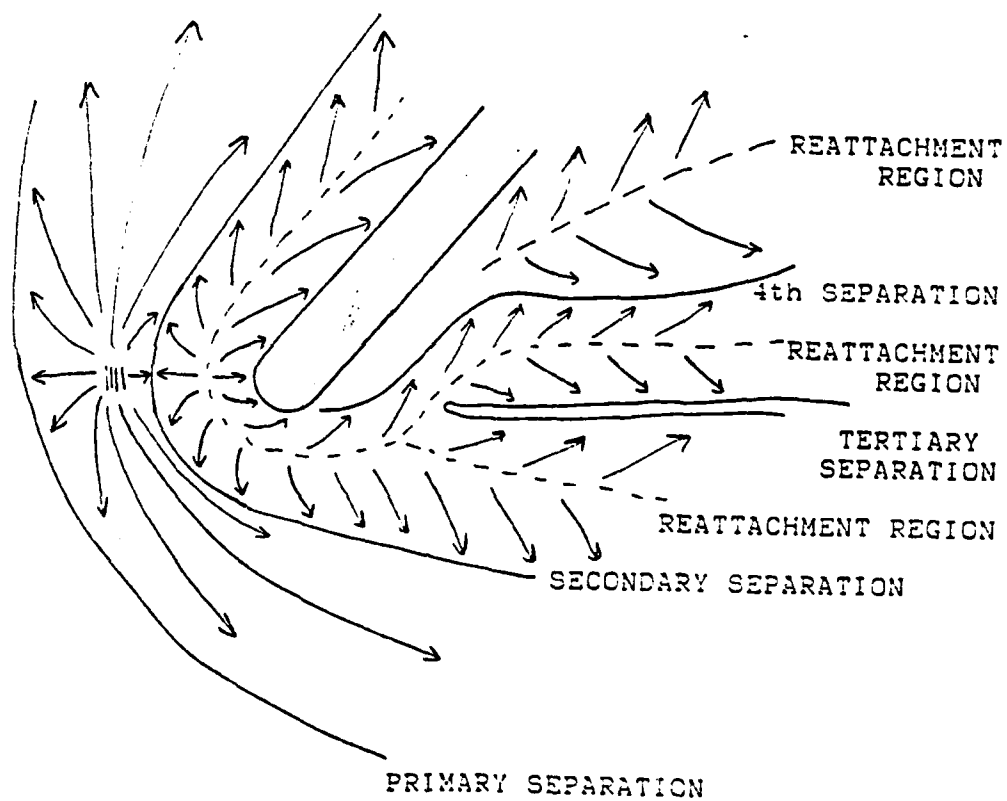 REATTACHMENT
REGION
4th SEPARATION
REATTACHMENT
REGION
TERTIARY
SEPARATION
REATTACHMENT REGION
SECONDARY SEPARATION
PRIMARY SEPARATION